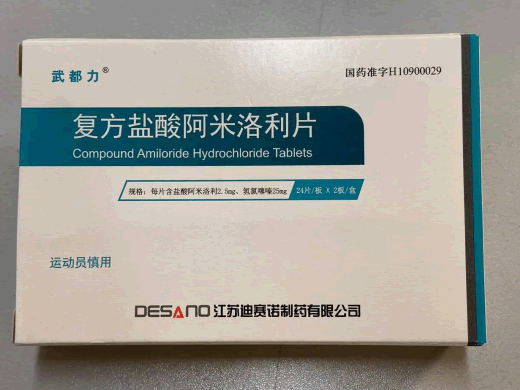 武都力®
国药准字H10900029
复方盐酸阿米洛利片
Compound Amiloride Hydrochloride Tablets
规格：每片含盐酸阿米洛利2.5mg、氢氯噻嗪25mg 24片/板 X 2板/盒
运动员慎用
DESANO 江苏迪赛诺制药有限公司